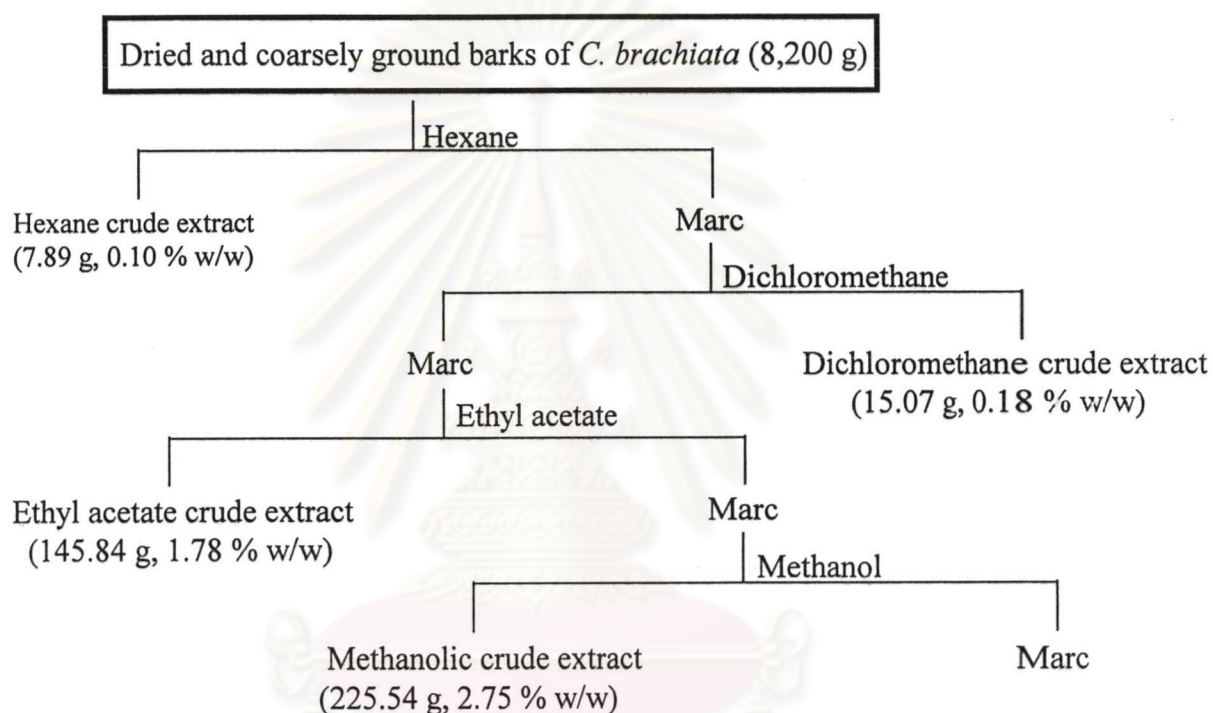 Dried and coarsely ground barks of C. brachiata (8,200 g)
Hexane
Hexane crude extract
(7.89 g, 0.10 % w/w)
Marc
Dichloromethane
Marc
Dichloromethane crude extract
(15.07 g, 0.18 % w/w)
Ethyl acetate
Ethyl acetate crude extract
(145.84 g, 1.78 % w/w)
Marc
Methanol
Methanolic crude extract
(225.54 g, 2.75 % w/w)
Marc